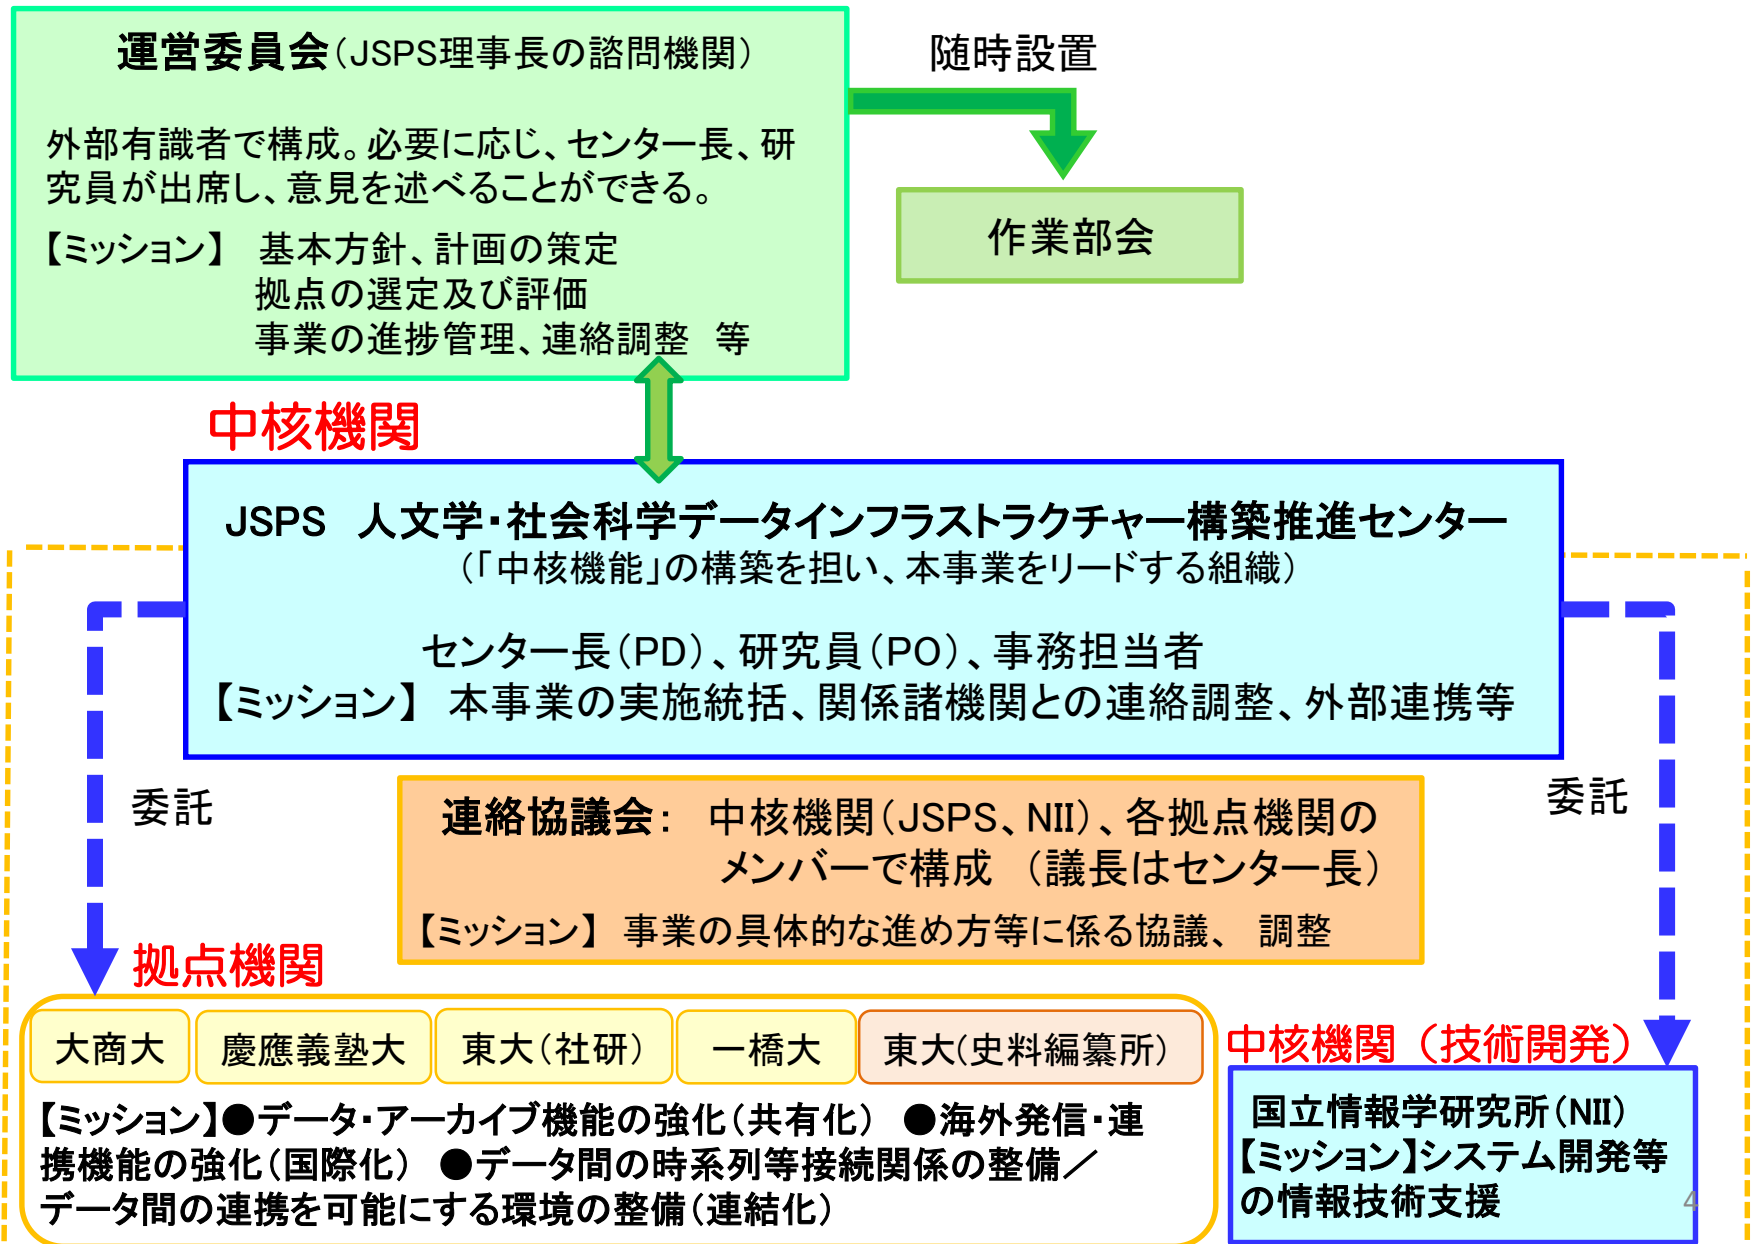 運営委員会（JSPS理事長の諮問機関）
随時設置
外部有識者で構成。必要に応じ、センター長、研
究員が出席し、意見を述べることができる。
【ミッション】 基本方針、計画の策定
拠点の選定及び評価
事業の進捗管理、連絡調整 等
作業部会
中核機関
JSPS 人文学・社会科学データインフラストラクチャー構築推進センター
（「中核機能」の構築を担い、本事業をリードする組織）
センター長（PD）、研究員（PO）、事務担当者
【ミッション】 本事業の実施統括、関係諸機関との連絡調整、外部連携等
委託
委託
連絡協議会： 中核機関（JSPS、NII）、各拠点機関の
メンバーで構成 （議長はセンター長）
【ミッション】 事業の具体的な進め方等に係る協議、 調整
拠点機関
大商大
慶應義塾大
東大（社研）
一橋大
東大（史料編纂所）
【ミッション】●データ・アーカイブ機能の強化（共有化） ●海外発信・連
携機能の強化（国際化） ●データ間の時系列等接続関係の整備／
データ間の連携を可能にする環境の整備（連結化）
中核機関（技術開発）
国立情報学研究所（NII）
【ミッション】システム開発等
の情報技術支援
4